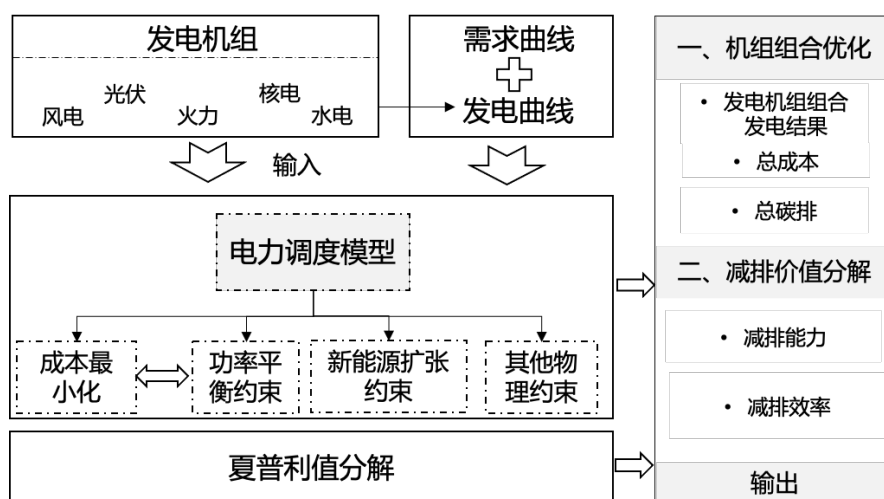 发电机组
光伏
核电
风电
火力
水电
需求曲线
发电曲线
输入
电力调度模型
成本最
小化
功率平
衡约束
新能源扩张
约束
其他物
理约束
夏普利值分解
一、机组组合优化
• 发电机组组合
发电结果
• 总成本
• 总碳排
二、减排价值分解
• 减排能力
• 减排效率
输出